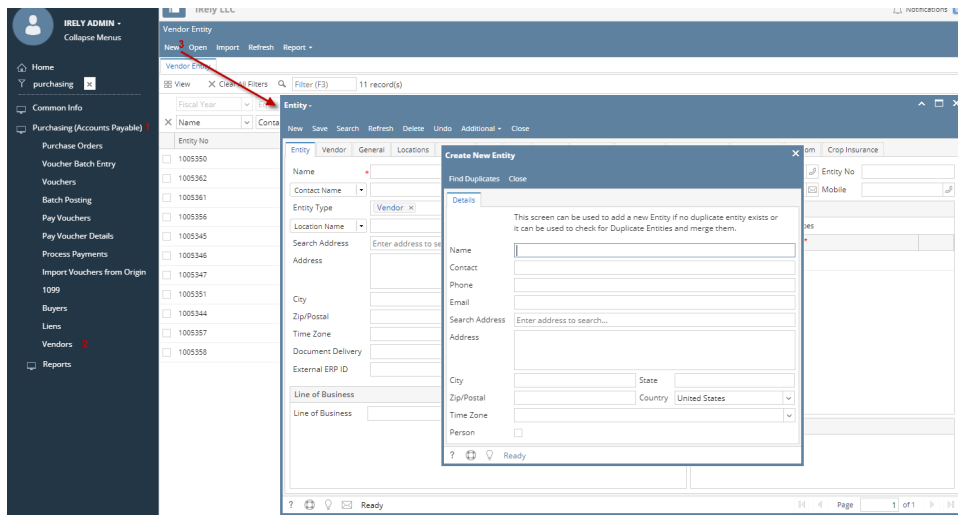 IRELY ADMIN -
Collapse Menus
Home
purchasing ×
Common Info
Purchasing (Accounts Payable) 1
Purchase Orders
Voucher Batch Entry
Vouchers
Batch Posting
Pay Vouchers
Pay Voucher Details
Process Payments
Import Vouchers from Origin
1099
Buyers
Liens
Vendors 2
Reports
iRely LLC
Notifications
Vendor Entity
New 3 Open Import Refresh Report
Vendor Entity
View Clear All Filters Filter (F3) 11 record(s)
Fiscal Year
Name Conta
Entity No
1005350
1005362
1005361
1005356
1005345
1005346
1005347
1005351
1005344
1005357
1005358
Entity -
New Save Search Refresh Delete Undo Additional Close
Entity Vendor General Locations om Crop Insurance
Name *
Contact Name
Entity Type Vendor ×
Location Name
Search Address Enter address to se
Address
City
Zip/Postal
Time Zone
Document Delivery
External ERP ID
Line of Business
Line of Business
Entity No
Mobile
ies
*
? Ready
Page 1 of 1
Create New Entity
Find Duplicates Close
Details
This screen can be used to add a new Entity if no duplicate entity exists or
it can be used to check for Duplicate Entities and merge them.
Name
Contact
Phone
Email
Search Address Enter address to search...
Address
City State
Zip/Postal Country United States
Time Zone
Person
? Ready